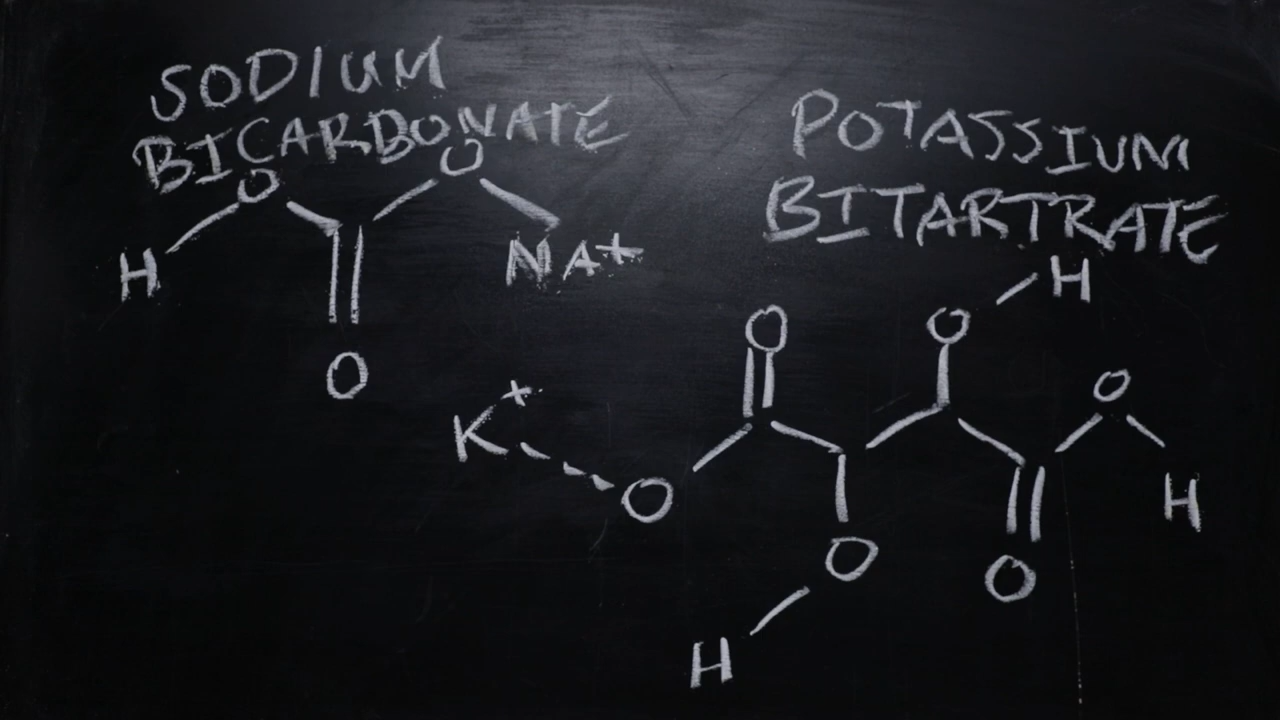 SODIUM
BICARBONATE
O
O
H
NA+
O
POTASSIUM
BITARTRATE
H
O
O
O
K+
O
H
O
O
H